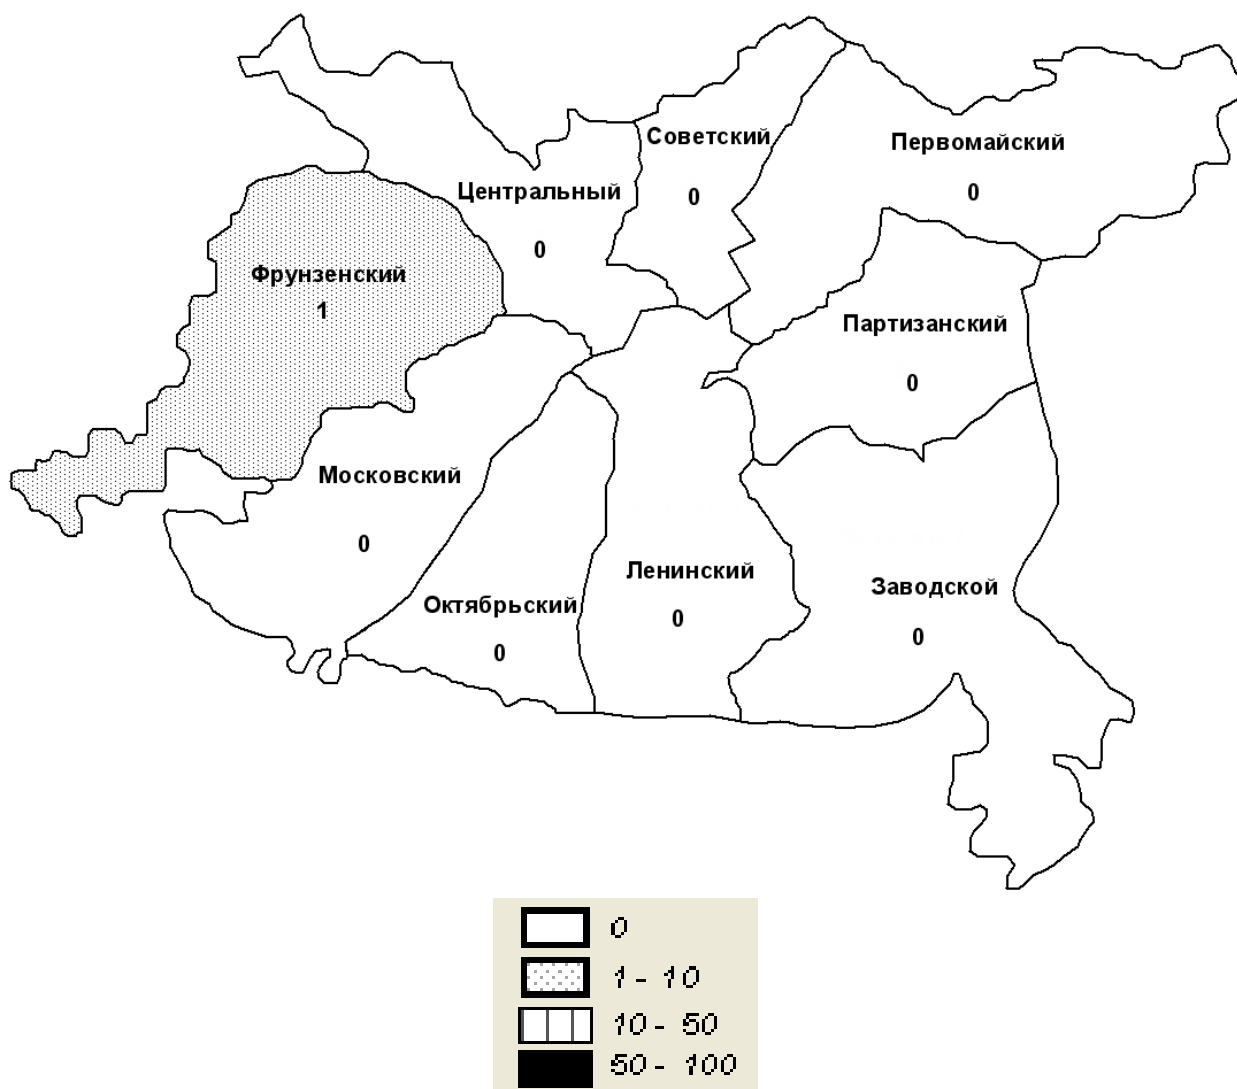 Советский
0
Первомайский
0
Центральный
0
Фрунзенский
1
Партизанский
0
Московский
0
Октябрьский
0
Ленинский
0
Заводской
0
0
1 - 10
10 - 50
50 - 100